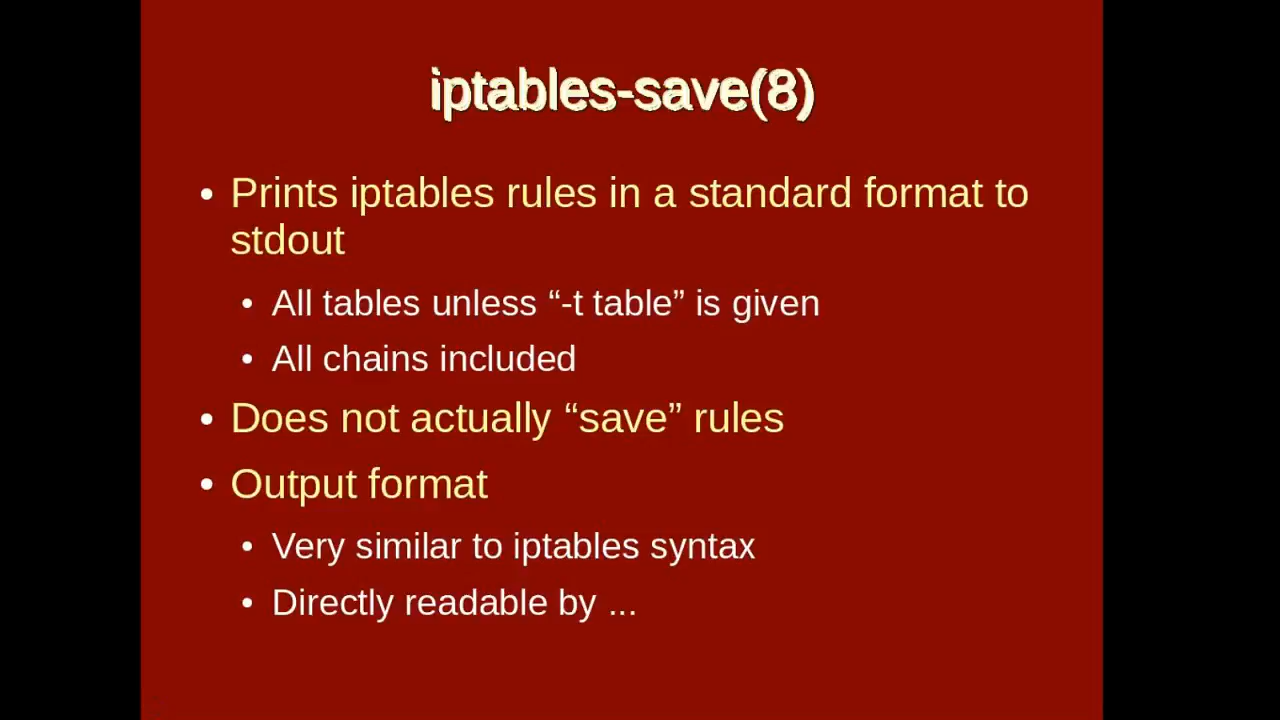 iptables-save(8)
• Prints iptables rules in a standard format to
stdout
• All tables unless “-t table” is given
• All chains included
• Does not actually “save” rules
• Output format
• Very similar to iptables syntax
• Directly readable by ...